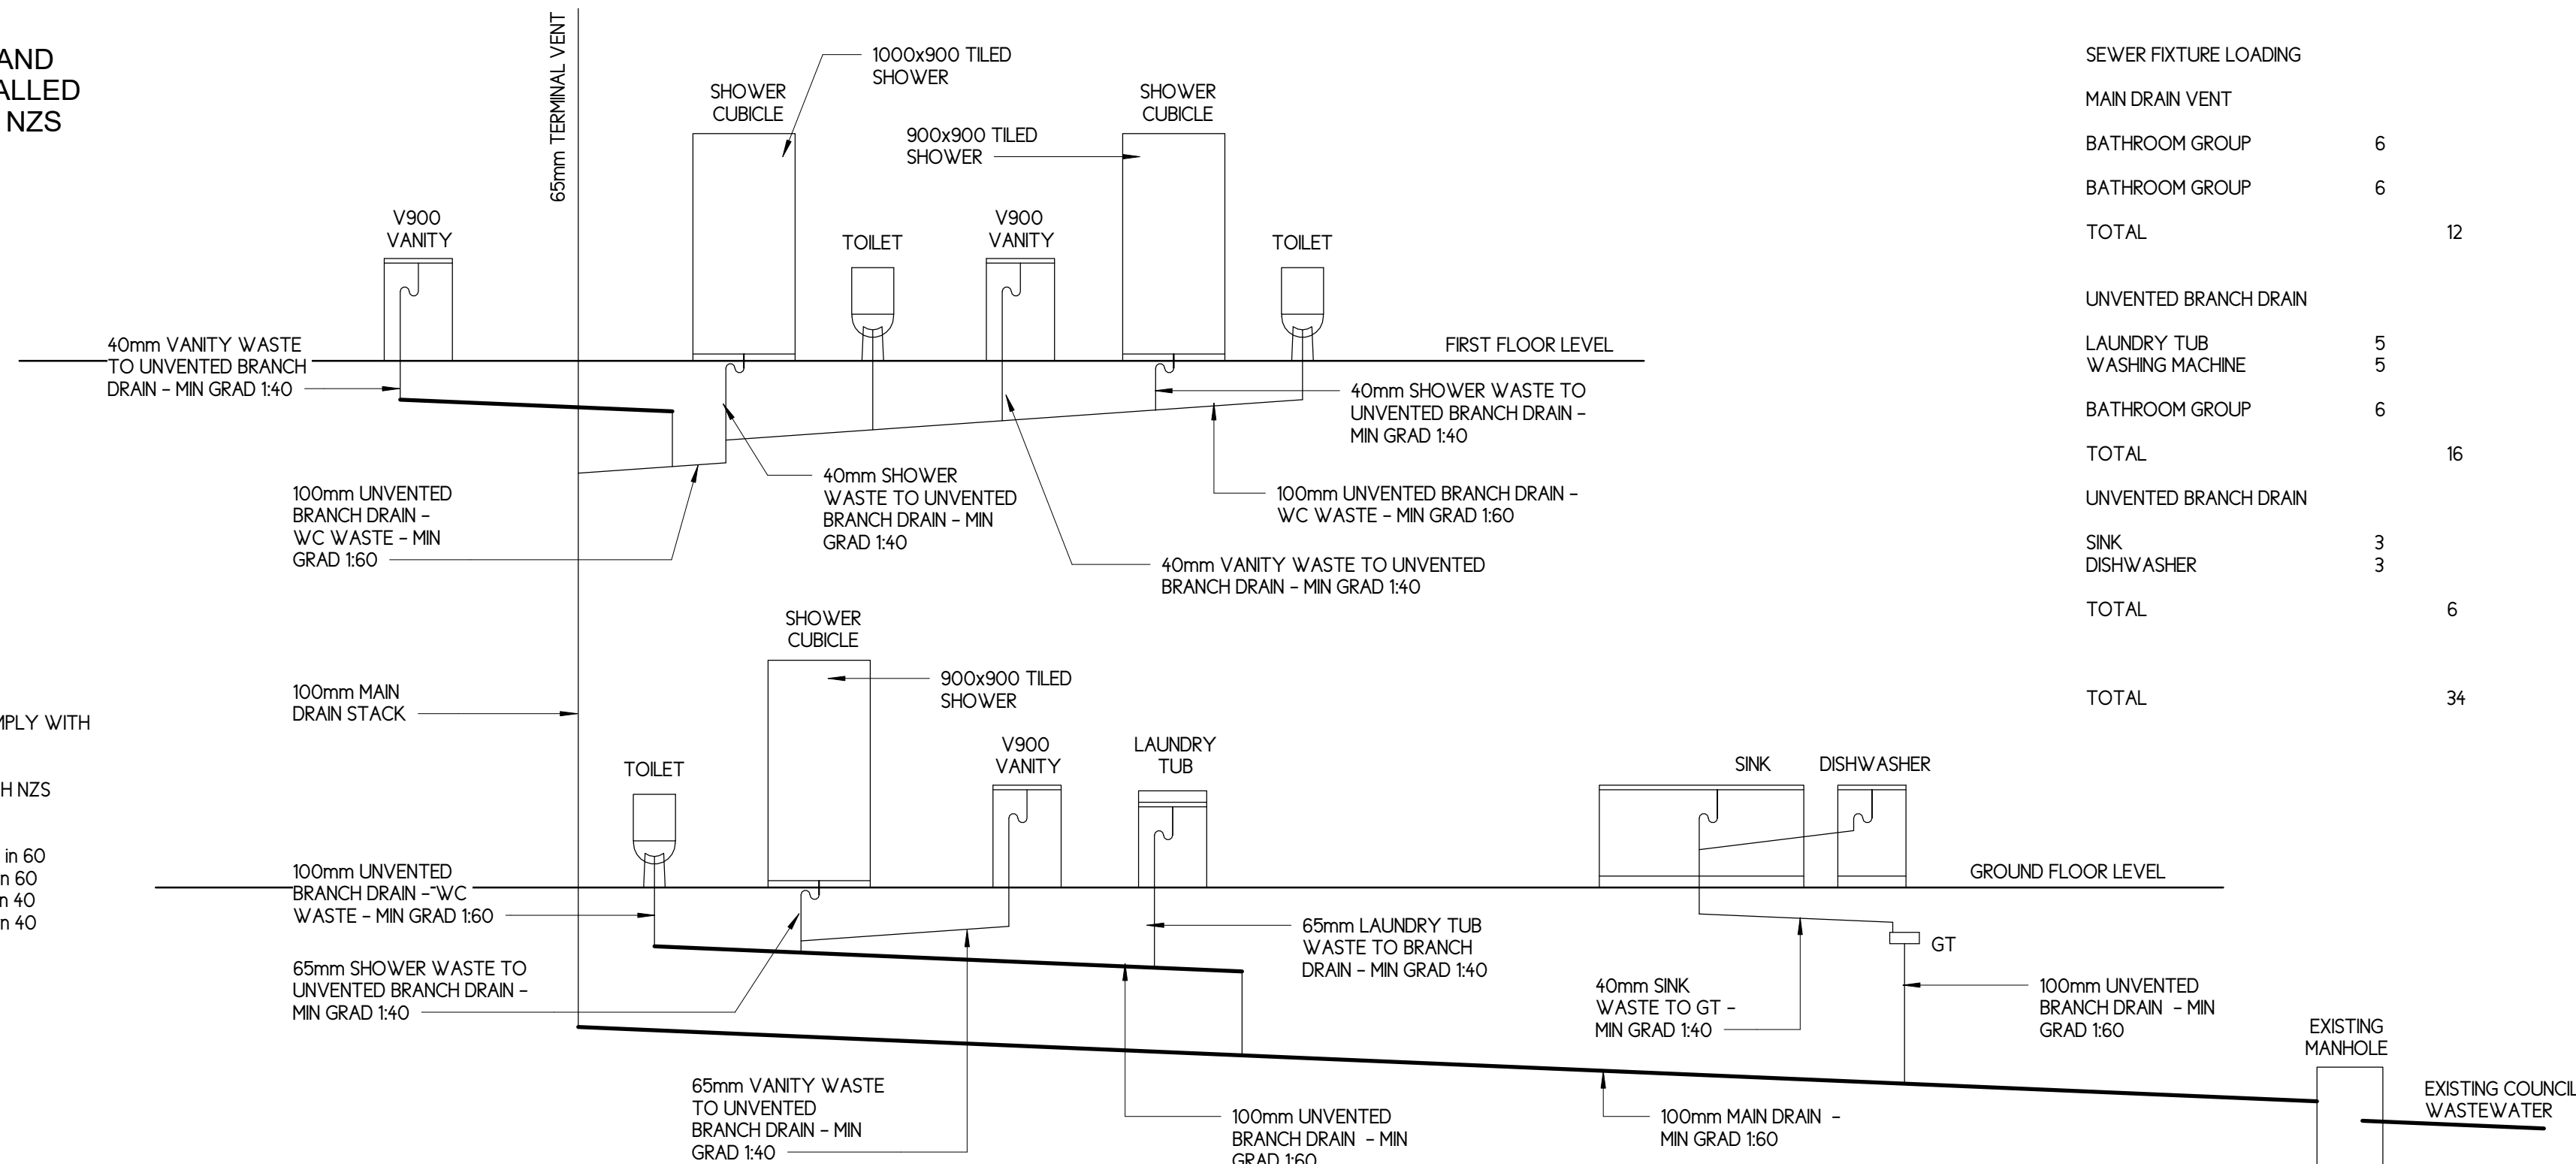 AND
ALLED
NZS
65mm TERMINAL VENT
1000x900 TILED
SHOWER
SHOWER
CUBICLE
SHOWER
CUBICLE
900x900 TILED
SHOWER
V900
VANITY
TOILET
V900
VANITY
TOILET
40mm VANITY WASTE
TO UNVENTED BRANCH
DRAIN - MIN GRAD 1:40
FIRST FLOOR LEVEL
40mm SHOWER WASTE TO
UNVENTED BRANCH DRAIN -
MIN GRAD 1:40
100mm UNVENTED
BRANCH DRAIN -
WC WASTE - MIN
GRAD 1:60
40mm SHOWER
WASTE TO UNVENTED
BRANCH DRAIN - MIN
GRAD 1:40
100mm UNVENTED BRANCH DRAIN -
WC WASTE - MIN GRAD 1:60
40mm VANITY WASTE TO UNVENTED
BRANCH DRAIN - MIN GRAD 1:40
SEWER FIXTURE LOADING
MAIN DRAIN VENT
BATHROOM GROUP 6
BATHROOM GROUP 6
TOTAL 12
UNVENTED BRANCH DRAIN
LAUNDRY TUB 5
WASHING MACHINE 5
BATHROOM GROUP 6
TOTAL 16
UNVENTED BRANCH DRAIN
SINK 3
DISHWASHER 3
TOTAL 6
TOTAL 34
SHOWER
CUBICLE
900x900 TILED
SHOWER
100mm MAIN
DRAIN STACK
MPLY WITH
H NZS
in 60
n 60
n 40
n 40
TOILET
V900
VANITY
LAUNDRY
TUB
SINK
DISHWASHER
100mm UNVENTED
BRANCH DRAIN - WC
WASTE - MIN GRAD 1:60
GROUND FLOOR LEVEL
65mm SHOWER WASTE TO
UNVENTED BRANCH DRAIN -
MIN GRAD 1:40
65mm LAUNDRY TUB
WASTE TO BRANCH
DRAIN - MIN GRAD 1:40
GT
40mm SINK
WASTE TO GT -
MIN GRAD 1:40
100mm UNVENTED
BRANCH DRAIN - MIN
GRAD 1:60
EXISTING
MANHOLE
65mm VANITY WASTE
TO UNVENTED
BRANCH DRAIN - MIN
GRAD 1:40
100mm UNVENTED
BRANCH DRAIN - MIN
GRAD 1:60
100mm MAIN DRAIN -
MIN GRAD 1:60
EXISTING COUNCIL
WASTEWATER